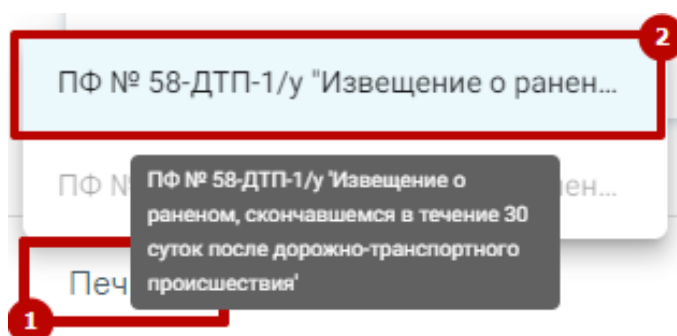 2
ПФ № 58-ДТП-1/у "Извещение о ранен...
ПФ № 58-ДТП-1/у 'Извещение о
раненом, скончавшемся в течение 30
суток после дорожно-транспортного
происшествия'
ПФ
ен...
Печ
1